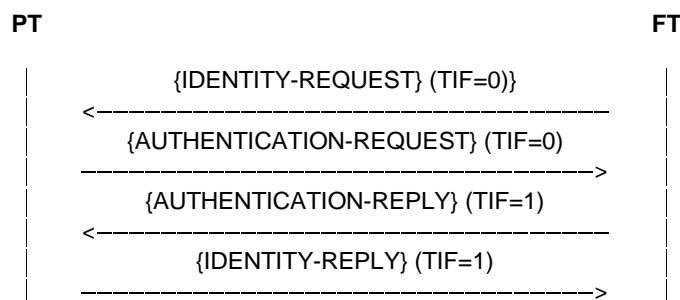 PT FT
{IDENTITY-REQUEST} (TIF=0)}
{AUTHENTICATION-REQUEST} (TIF=0)
{AUTHENTICATION-REPLY} (TIF=1)
{IDENTITY-REPLY} (TIF=1)